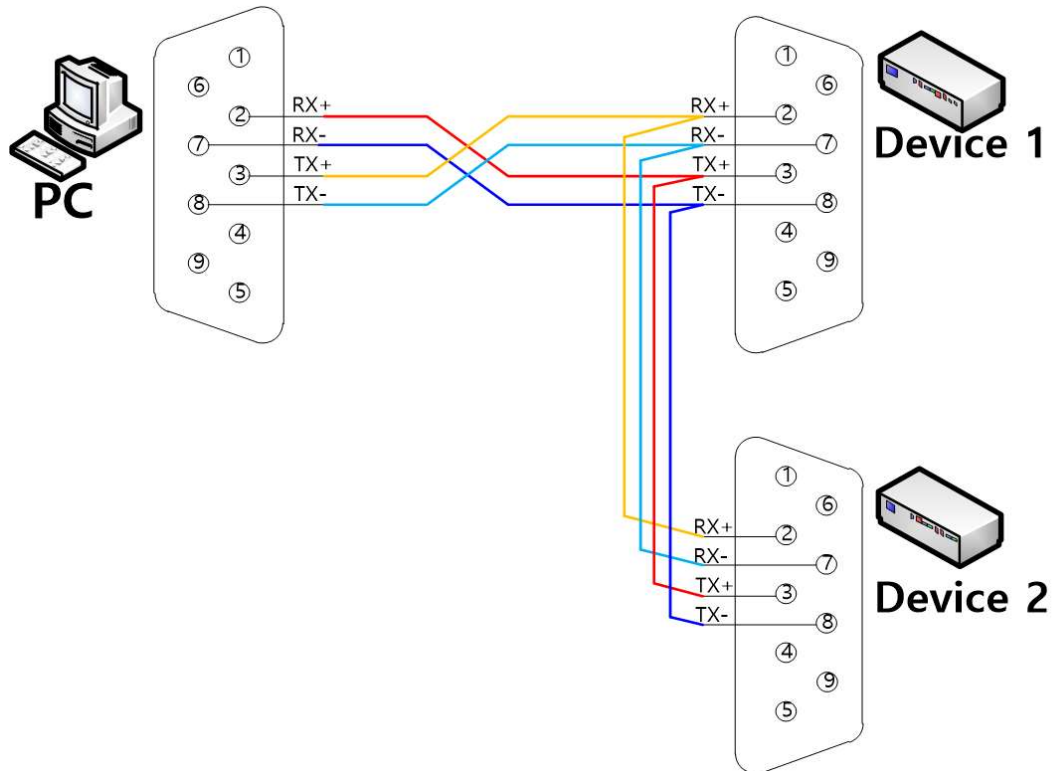 PC
①
⑥
②
⑦
③
⑧
④
⑨
⑤
RX+
RX-
TX+
TX-
RX+
RX-
TX+
TX-
①
⑥
②
⑦
③
⑧
④
⑨
⑤
Device 1
RX+
RX-
TX+
TX-
①
⑥
②
⑦
③
⑧
④
⑨
⑤
Device 2